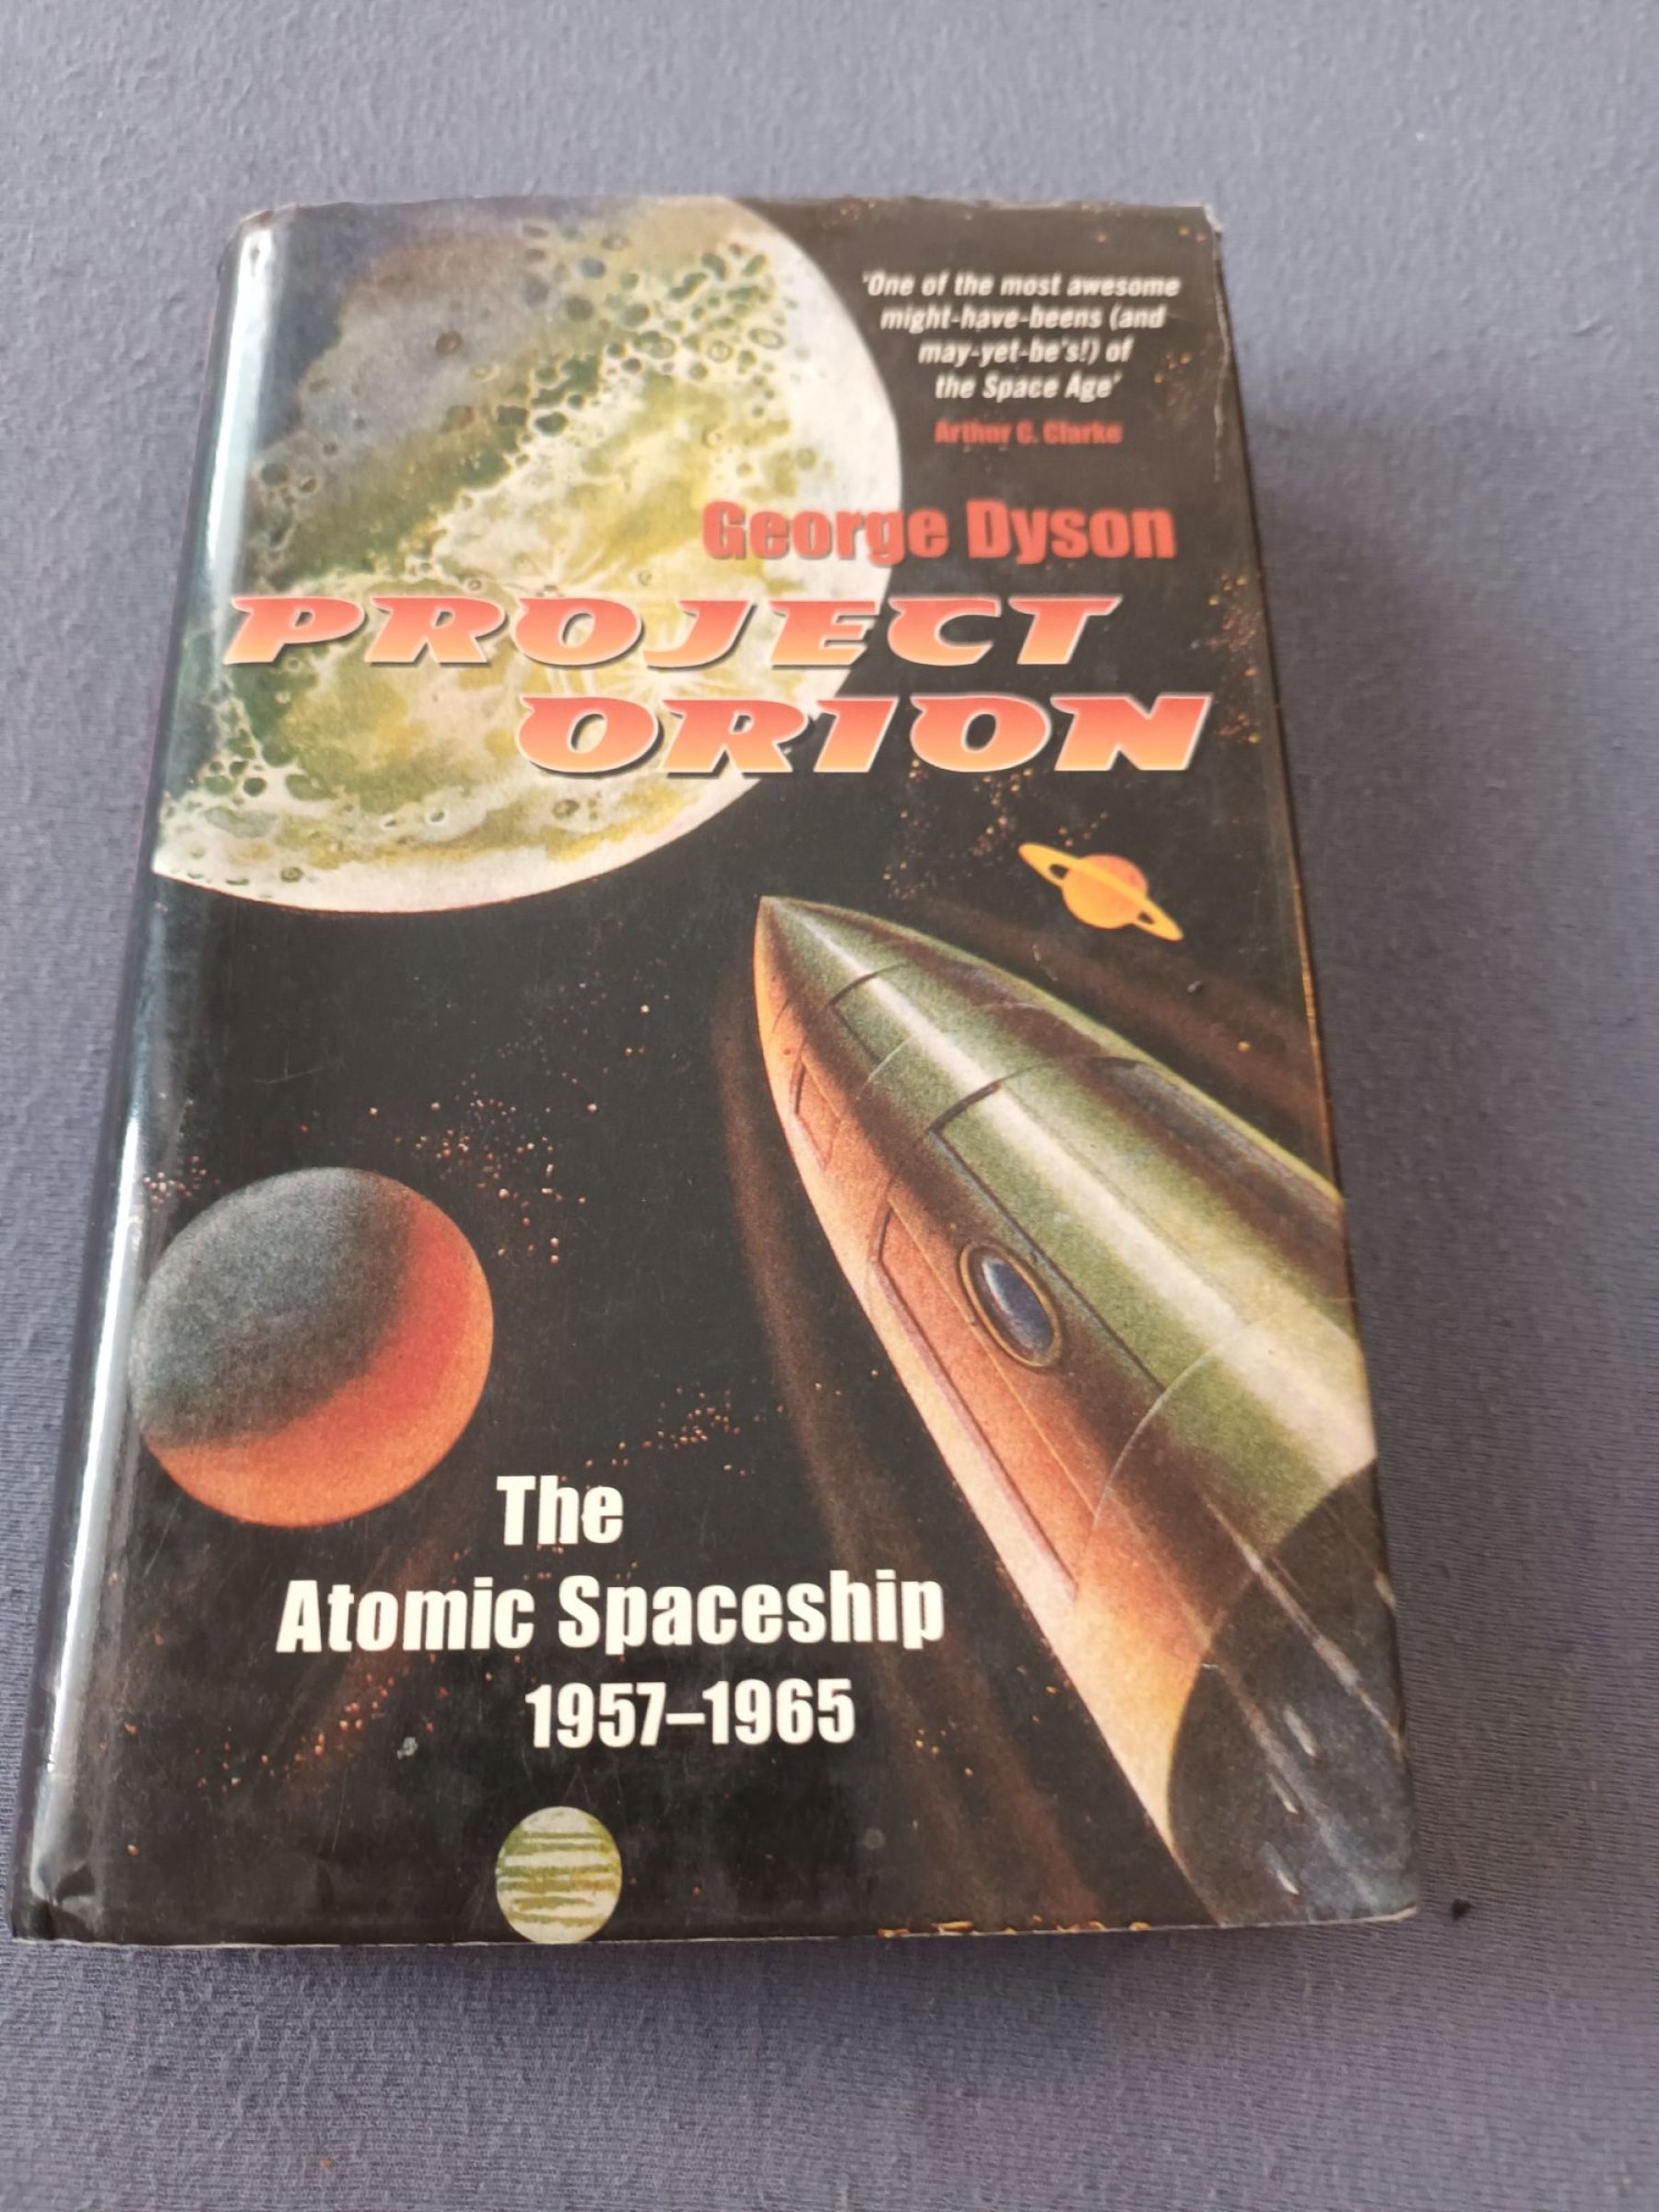 'One of the most awesome
might-have-beens (and
may-yet-be's!) of
the Space Age'
Arthur C. Clarke
George Dyson
PROJECT
ORION
The
Atomic Spaceship
1957–1965